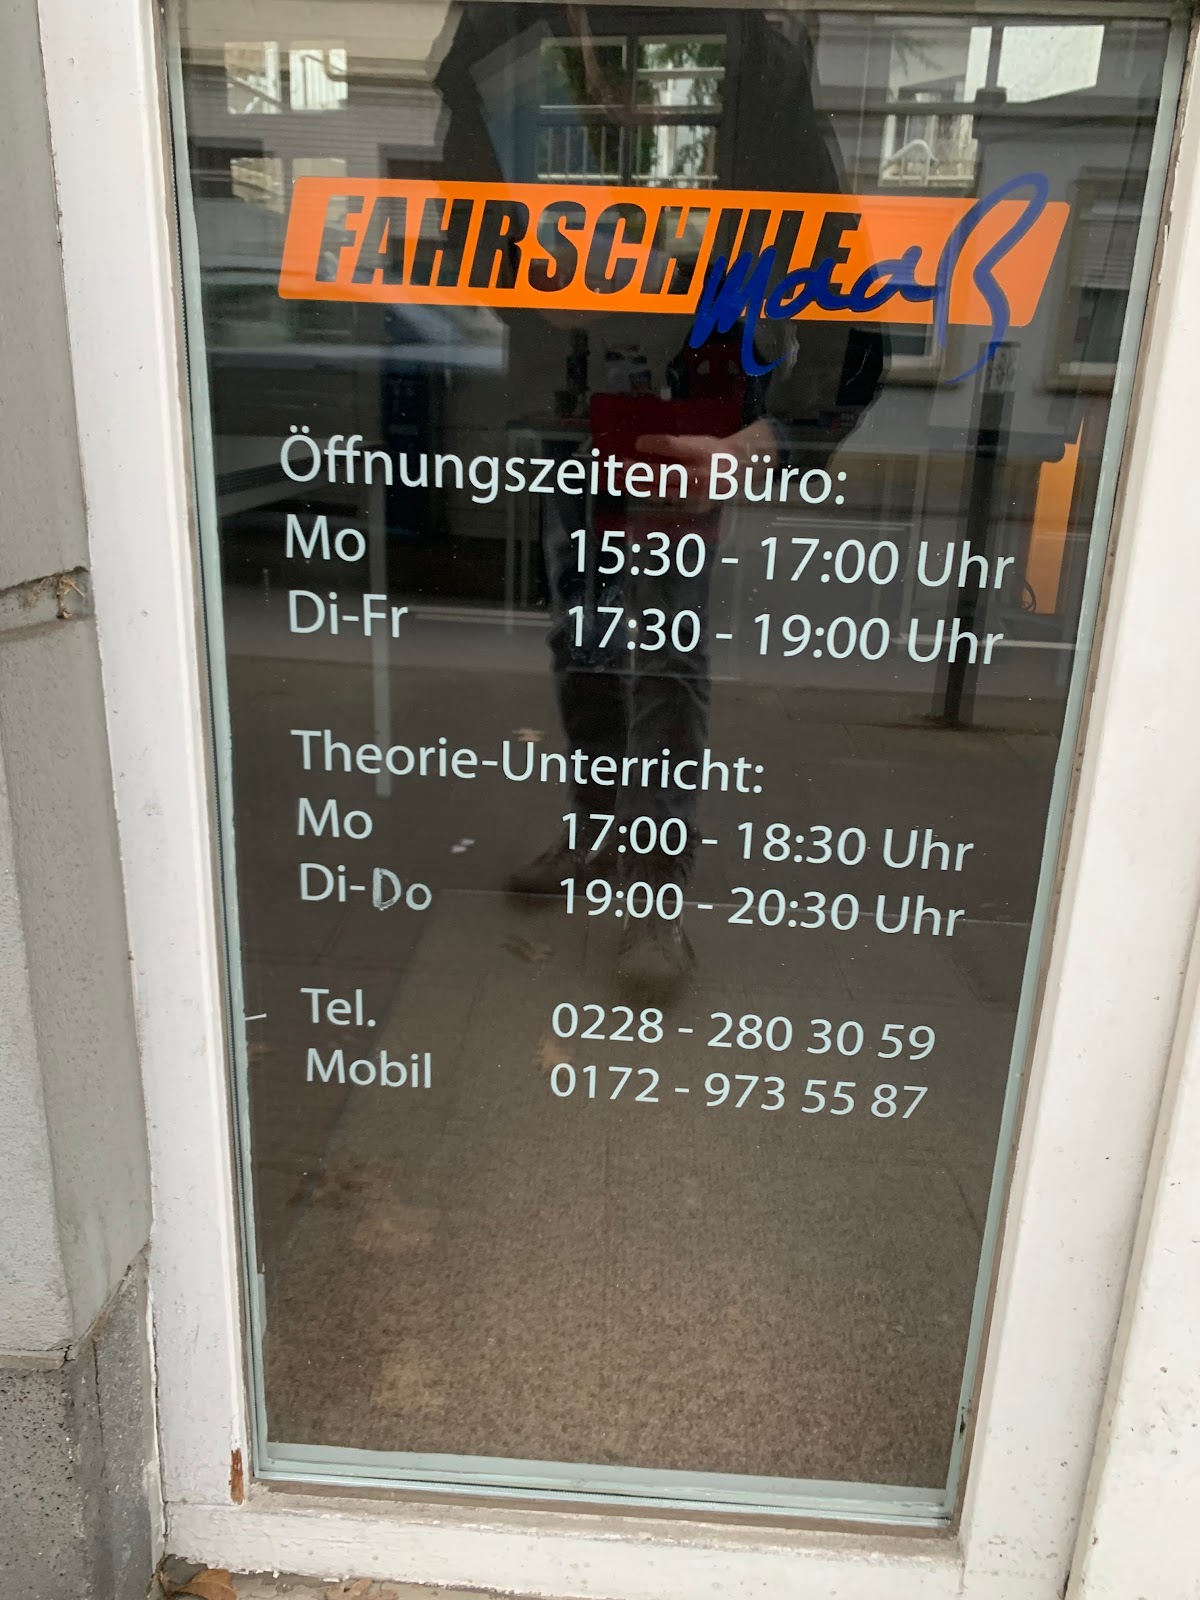 FAHRSCHULE
Maaß
Öffnungszeiten Büro:
Mo 15:30 - 17:00 Uhr
Di-Fr 17:30 - 19:00 Uhr
Theorie-Unterricht:
Mo 17:00 - 18:30 Uhr
Di-Do 19:00 - 20:30 Uhr
Tel. 0228 - 280 30 59
Mobil 0172 - 973 55 87